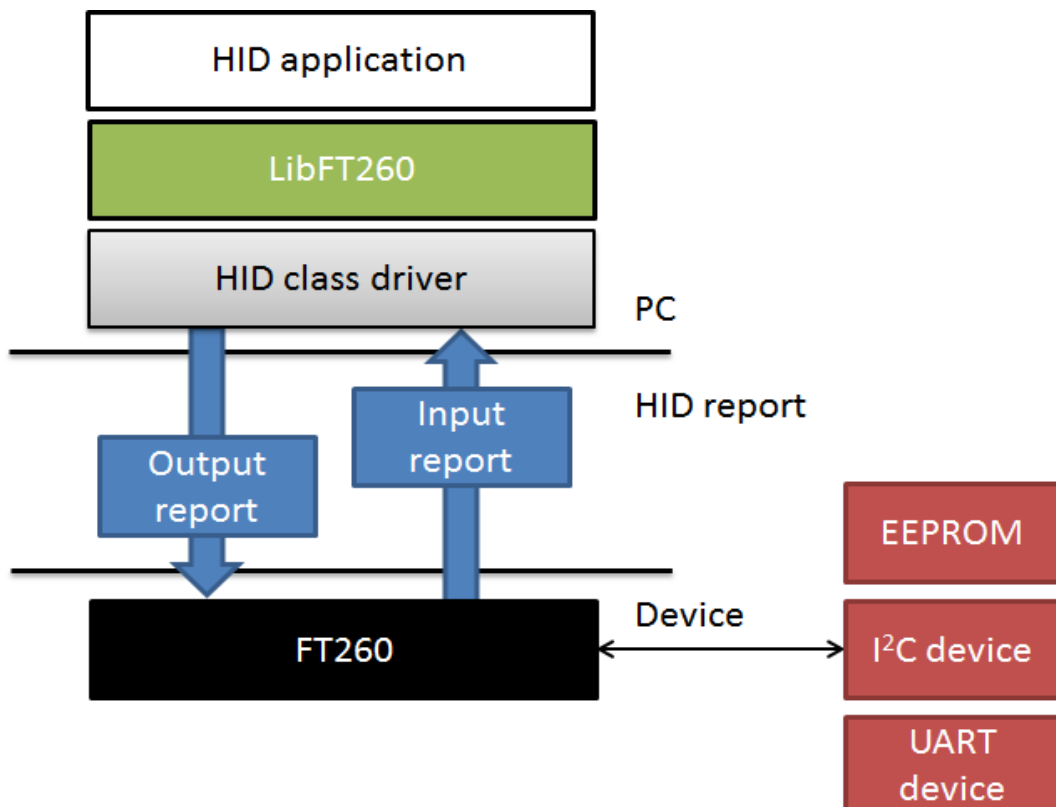 HID application
LibFT260
HID class driver
PC
HID report
Input
report
Output
report
EEPROM
Device
FT260
I²C device
UART
device